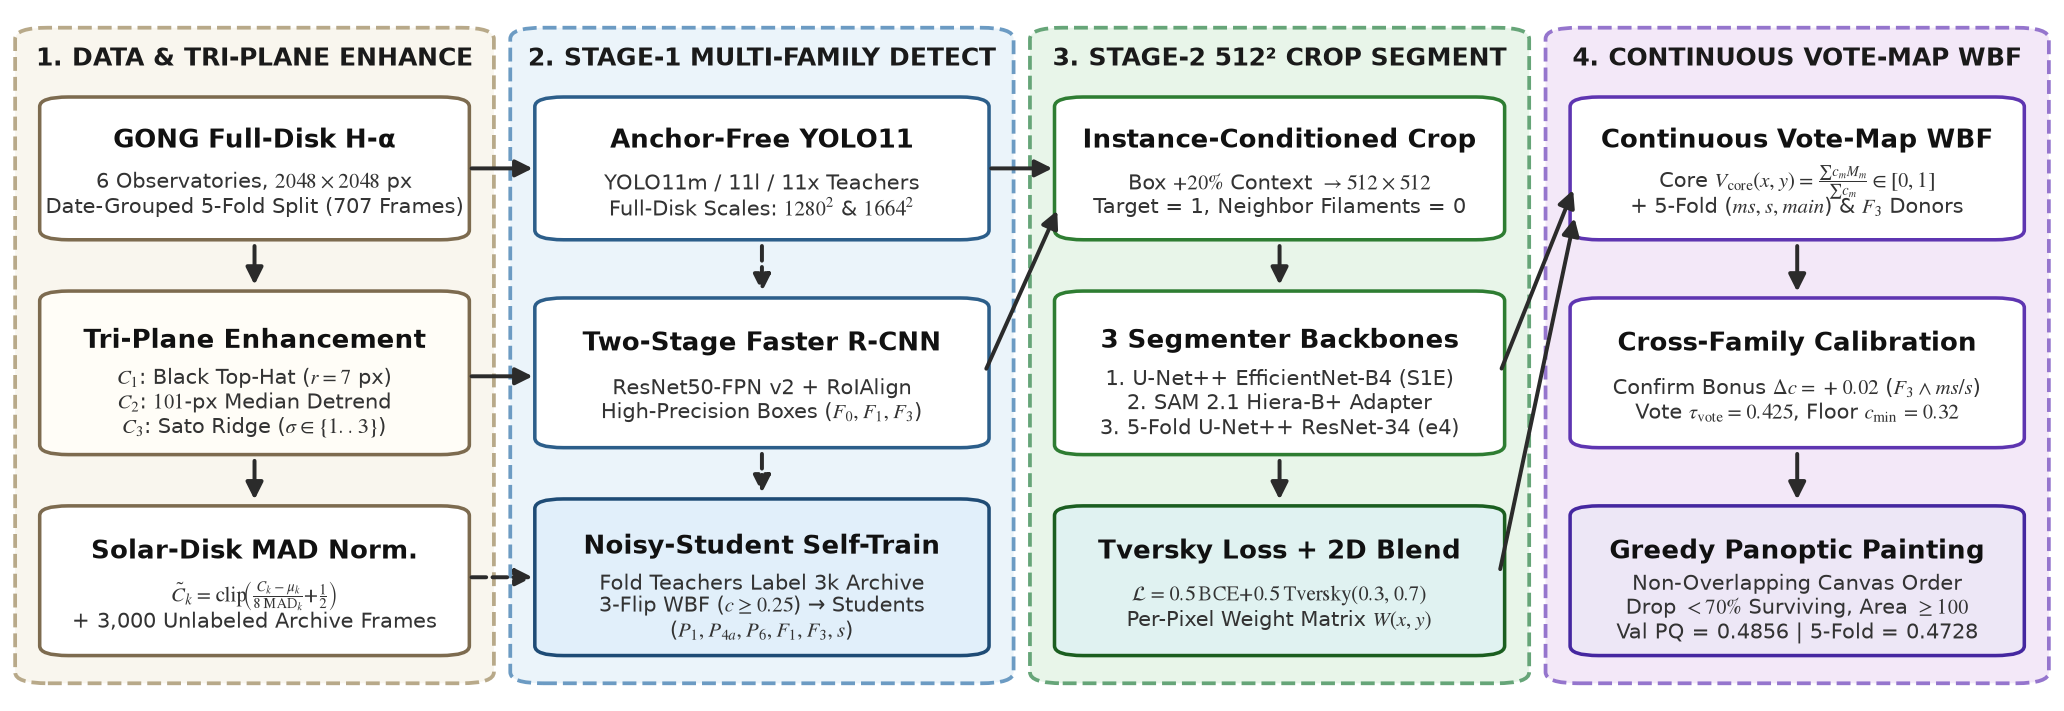 1. DATA & TRI-PLANE ENHANCE
GONG Full-Disk H-α
6 Observatories, 2048 × 2048 px
Date-Grouped 5-Fold Split (707 Frames)
Tri-Plane Enhancement
C₁: Black Top-Hat (r = 7 px)
C₂: 101-px Median Detrend
C₃: Sato Ridge (σ ∈ {1. . 3})
Solar-Disk MAD Norm.
C̃ₖ = clip((Cₖ − μₖ)/(8 MADₖ) + 1/2)
+ 3,000 Unlabeled Archive Frames
2. STAGE-1 MULTI-FAMILY DETECT
Anchor-Free YOLO11
YOLO11m / 11l / 11x Teachers
Full-Disk Scales: 1280² & 1664²
Two-Stage Faster R-CNN
ResNet50-FPN v2 + RoIAlign
High-Precision Boxes (F₀, F₁, F₃)
Noisy-Student Self-Train
Fold Teachers Label 3k Archive
3-Flip WBF (c ≥ 0.25) → Students
(P₁, P₄ₐ, P₆, F₁, F₃, s)
3. STAGE-2 512² CROP SEGMENT
Instance-Conditioned Crop
Box +20% Context → 512 × 512
Target = 1, Neighbor Filaments = 0
3 Segmenter Backbones
1. U-Net++ EfficientNet-B4 (S1E)
2. SAM 2.1 Hiera-B+ Adapter
3. 5-Fold U-Net++ ResNet-34 (e4)
Tversky Loss + 2D Blend
ℒ = 0.5 BCE+0.5 Tversky(0.3, 0.7)
Per-Pixel Weight Matrix W(x, y)
4. CONTINUOUS VOTE-MAP WBF
Continuous Vote-Map WBF
Core V_core(x, y) = ∑cₘMₘ/∑cₘ ∈ [0, 1]
+ 5-Fold (ms, s, main) & F₃ Donors
Cross-Family Calibration
Confirm Bonus Δc = + 0.02 (F₃ ∧ ms/s)
Vote τ_vote = 0.425, Floor c_min = 0.32
Greedy Panoptic Painting
Non-Overlapping Canvas Order
Drop < 70% Surviving, Area ≥ 100
Val PQ = 0.4856 | 5-Fold = 0.4728